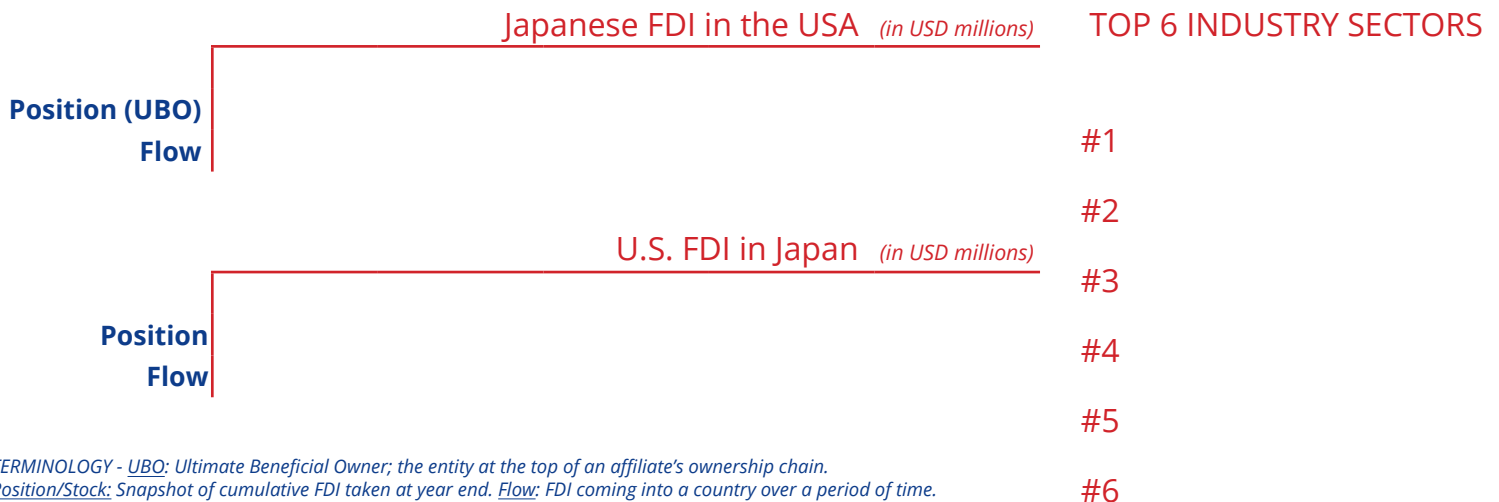 Japanese FDI in the USA (in USD millions)
TOP 6 INDUSTRY SECTORS
Position (UBO)
Flow
U.S. FDI in Japan (in USD millions)
Position
Flow
#1
#2
#3
#4
#5
#6
TERMINOLOGY - UBO: Ultimate Beneficial Owner; the entity at the top of an affiliate's ownership chain.
Position/Stock: Snapshot of cumulative FDI taken at year end. Flow: FDI coming into a country over a period of time.